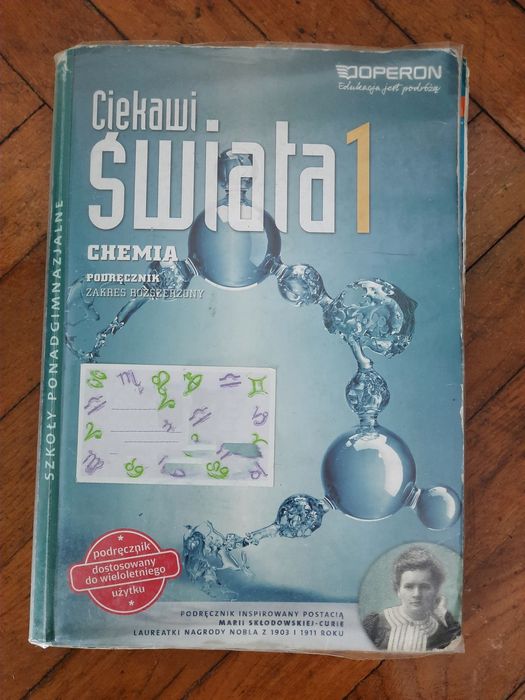 OPERON
Edukacja jest podróżą
Ciekawi
Świata 1
CHEMIA
PODRĘCZNIK
ZAKRES ROZSZERZONY
SZKOŁY PONADGIMNAZJALNE
podręcznik
dostosowany
do wieloletniego
użytku
PODRĘCZNIK INSPIROWANY POSTACIĄ
MARII SKŁODOWSKIEJ-CURIE
LAUREATKI NAGRODY NOBLA Z 1903 I 1911 ROKU